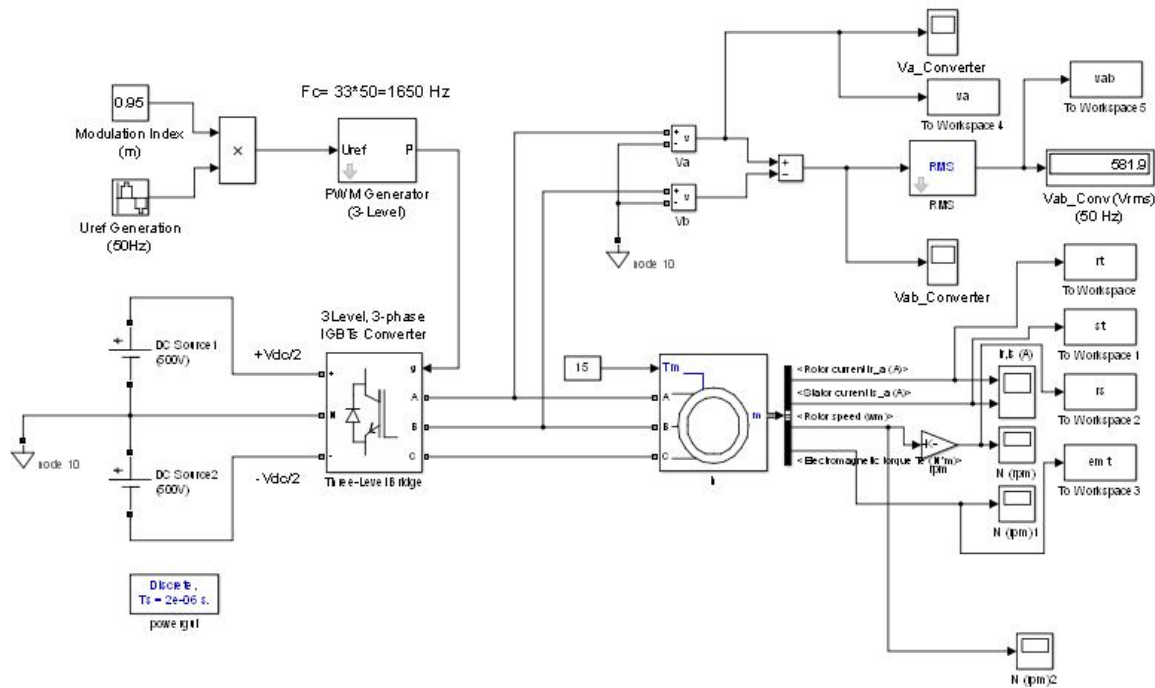 0.95
Modulation Index
(m)
×
Uref Generation
(50Hz)
Fc= 33*50=1650 Hz
Uref
P
PWM Generator
(3-Level)
DC Source1
(500V)
DC Source2
(500V)
node 10
+Vdc/2
-Vdc/2
3Level, 3-phase
IGBTs Converter
g
+
N
-
A
B
C
Three-Level Bridge
Discrete,
Ts = 2e-06 s.
powergui
+
-
v
Va
+
-
v
Vb
node 10
+
-
Va_Converter
va
To Workspace 4
RMS
RMS
vab
To Workspace 5
581.9
Vab_Conv (Vrms)
(50 Hz)
Vab_Converter
15
Tm
A
B
C
m
<Rotor current ir_a (A)>
<Stator current is_a (A)>
<Rotor speed (wm)>
<Electromagnetic torque Te (N*m)>
-K-
rpm
rt
To Workspace
st
To Workspace 1
ir,is (A)
rs
To Workspace 2
N (rpm)
em t
To Workspace 3
N (rpm)1
N (rpm)2